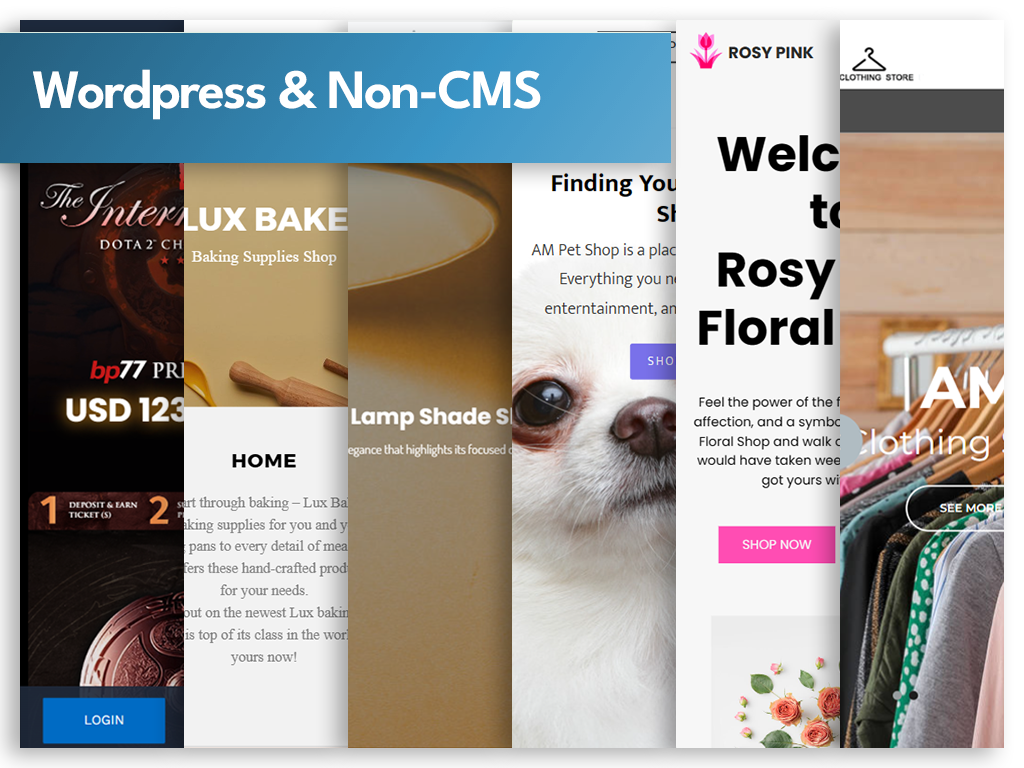 Wordpress & Non-CMS
The Intern
DOTA 2 CH
bp77 PRI
USD 123
1 DEPOSIT & EARN
TICKET (S)
2
LOGIN
LUX BAKE
Baking Supplies Shop
HOME
art through baking – Lux Bak
aking supplies for you and y
g pans to every detail of mea
fers these hand-crafted produ
for your needs.
out on the newest Lux bakin
is top of its class in the worl
yours now!
Lamp Shade S
egance that highlights its focused
Finding You
Sh
AM Pet Shop is a plac
Everything you ne
enterntainment, an
SHO
ROSY PINK
Welc
to
Rosy
Floral
Feel the power of the f
affection, and a symbo
Floral Shop and walk
would have taken wee
got yours wi
SHOP NOW
CLOTHING STORE
AM
Clothing S
SEE MORE